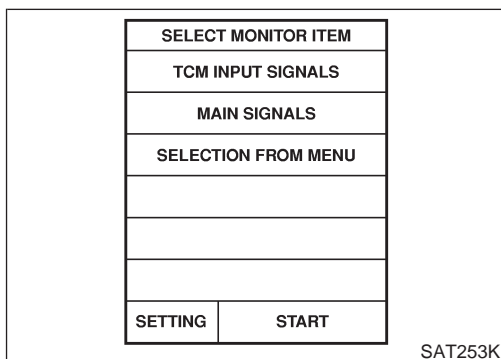 SELECT MONITOR ITEM
TCM INPUT SIGNALS
MAIN SIGNALS
SELECTION FROM MENU
SETTING START
SAT253K